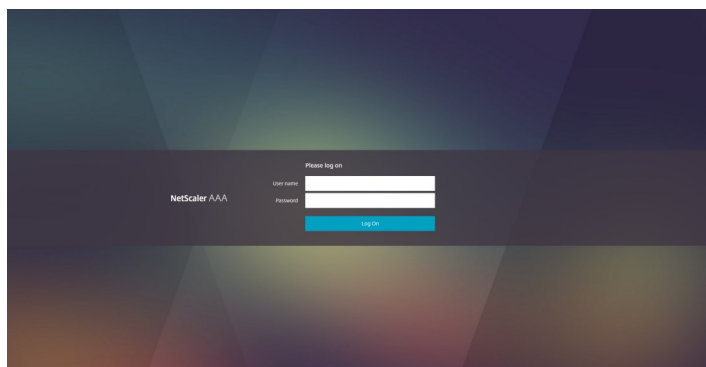 Please log on
User name
NetScaler AAA
Password
Log On